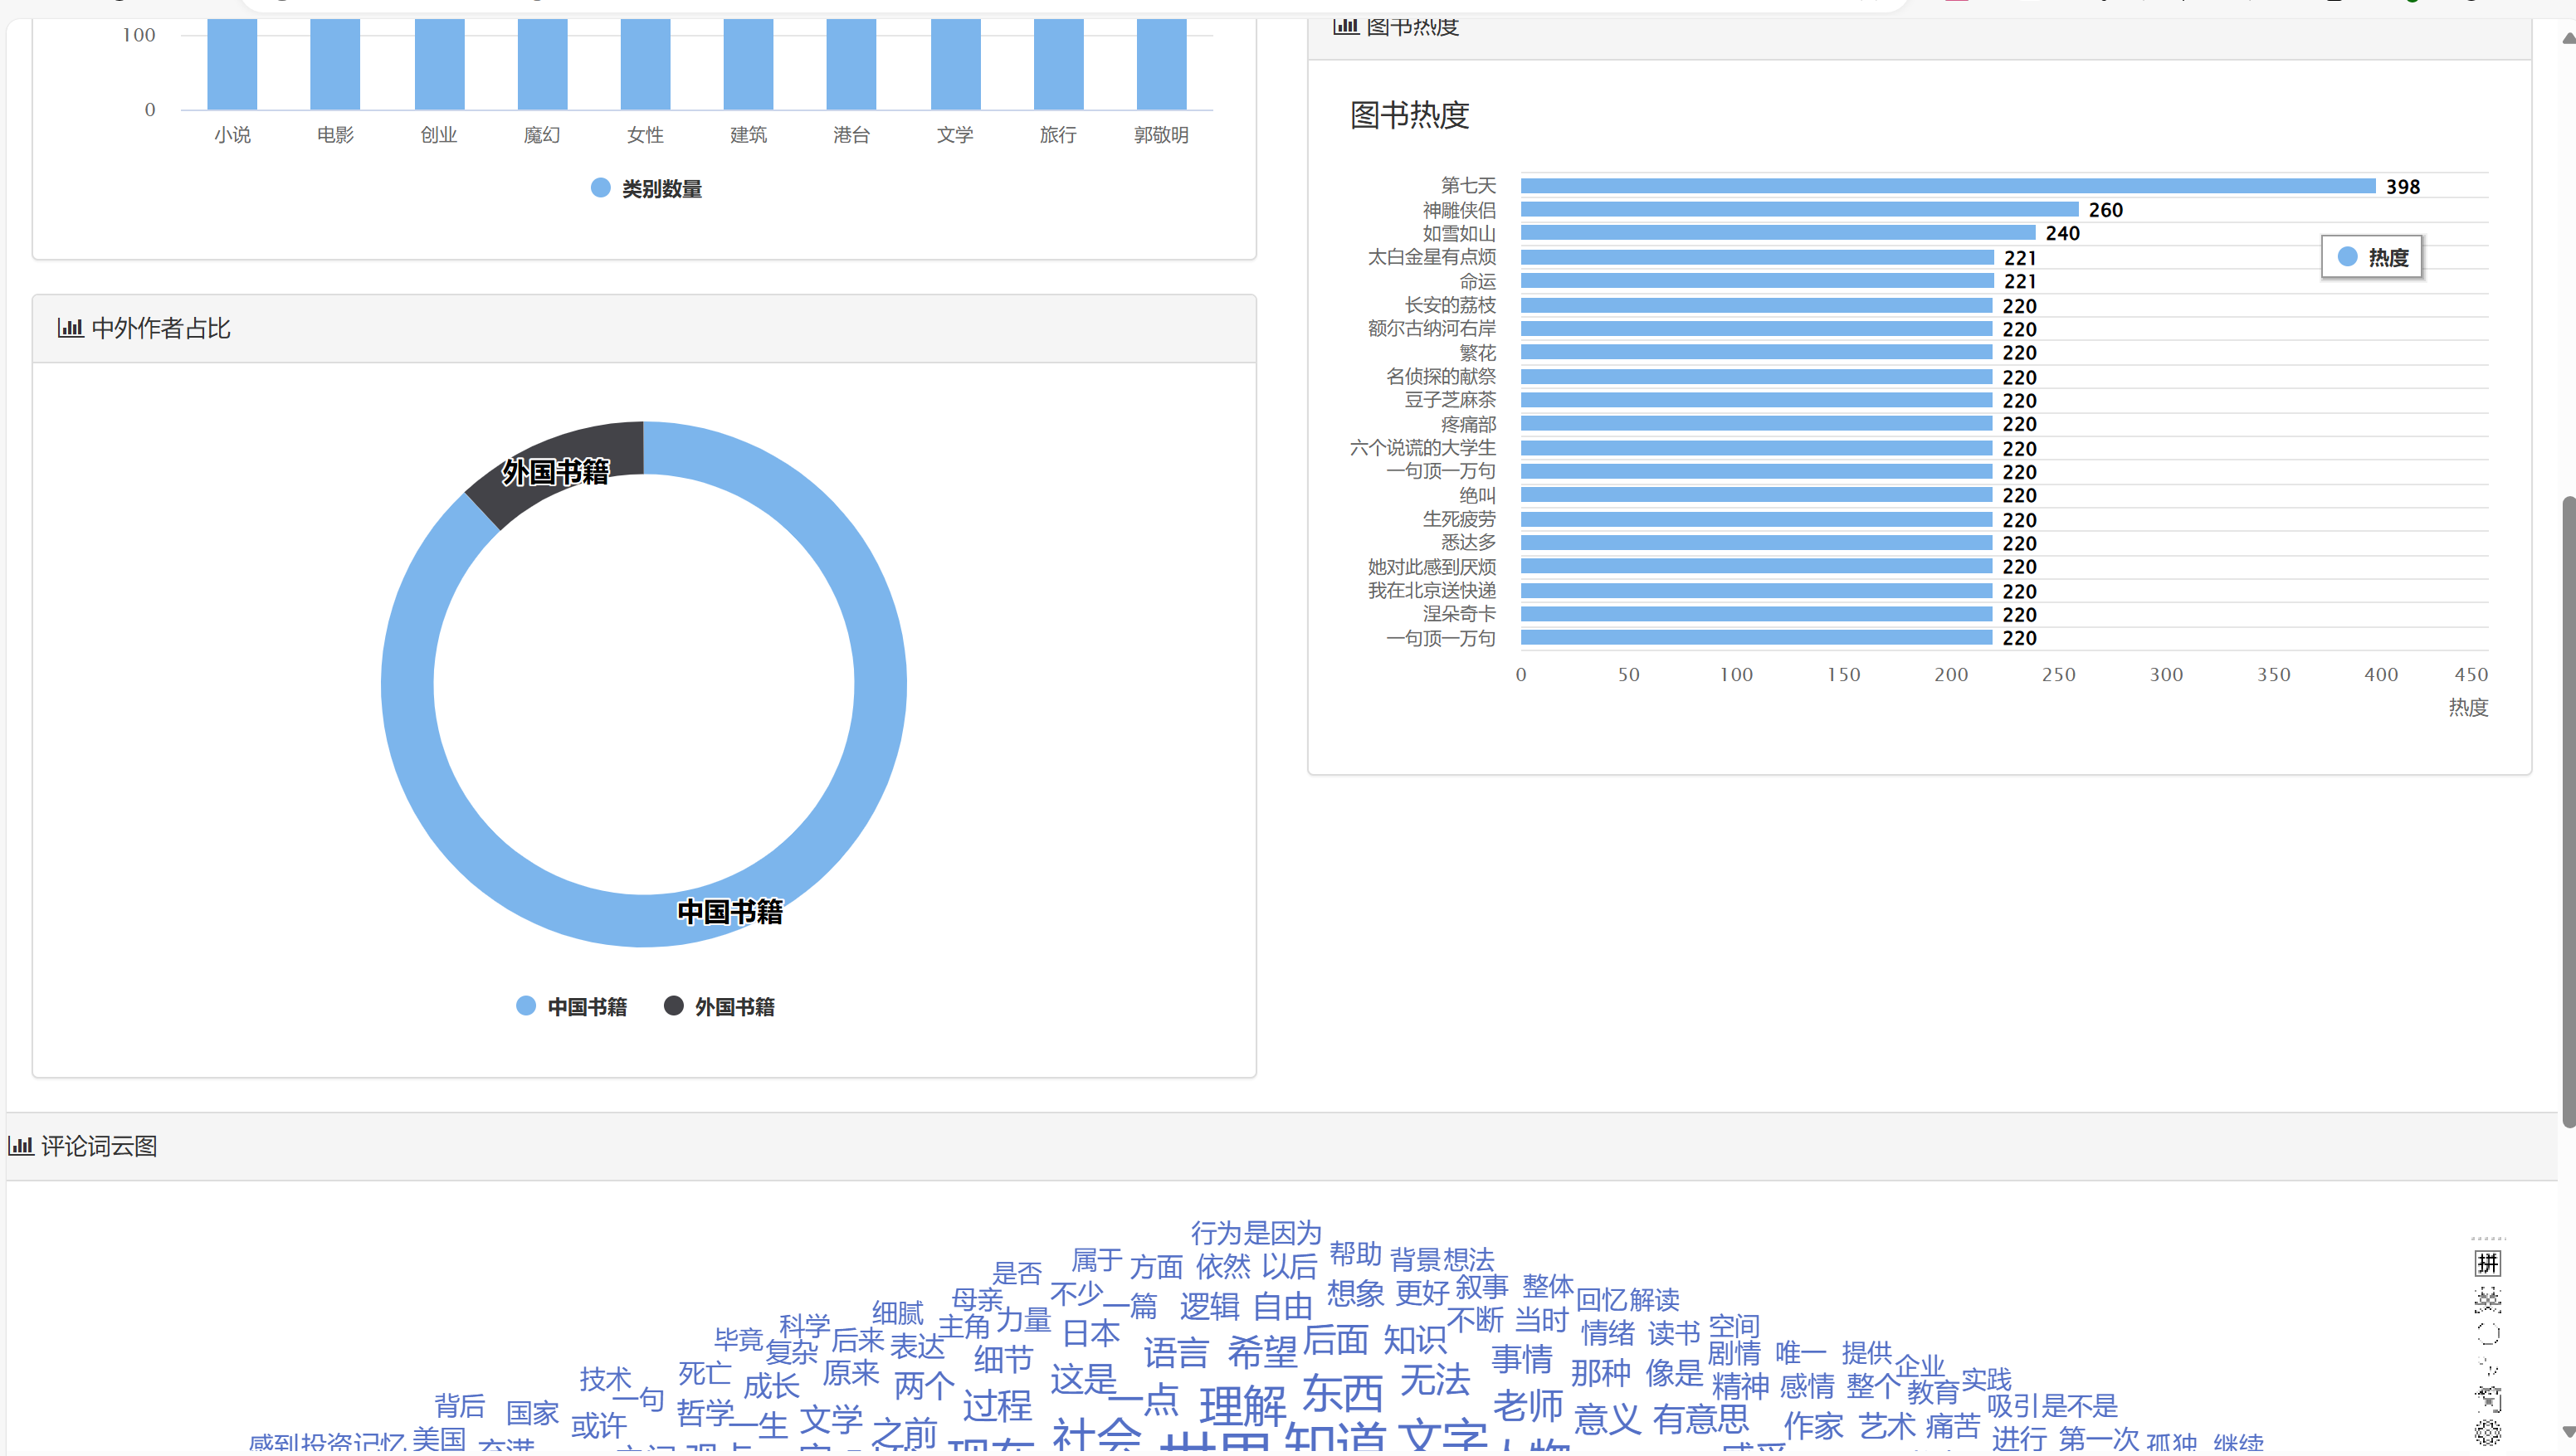 100
0
小说 电影 创业 魔幻 女性 建筑 港台 文学 旅行 郭敬明
类别数量
中外作者占比
外国书籍
中国书籍
中国书籍 外国书籍
图书热度
图书热度
第七天 398
神雕侠侣 260
如雪如山 240
太白金星有点烦 221
命运 221
长安的荔枝 220
额尔古纳河右岸 220
繁花 220
名侦探的献祭 220
豆子芝麻茶 220
疼痛部 220
六个说谎的大学生 220
一句顶一万句 220
绝叫 220
生死疲劳 220
悉达多 220
她对此感到厌烦 220
我在北京送快递 220
涅朵奇卡 220
一句顶一万句 220
热度
0 50 100 150 200 250 300 350 400 450
热度
评论词云图
行为是因为
是否 属于 方面 依然 以后 帮助 背景 想法
母亲 不少 一篇 逻辑 自由 想象 更好 叙事 整体 回忆 解读
科学 细腻 主角 力量 日本 后面 知识 不断 当时 情绪 读书 空间
毕竟 复杂 后来 表达 细节 语言 希望 事情 那种 像是 剧情 唯一 提供 企业
技术 死亡 成长 原来 两个 这是 无法 精神 感情 整个 教育 实践
背后 国家 一句 或许 哲学 一生 文学 之前 过程 一点 理解 东西 老师 意义 有意思 作家 艺术 痛苦 吸引 是不是
感到 投资 记忆 美国 社会 知道 文字 进行 第一次 孤独 继续
拼